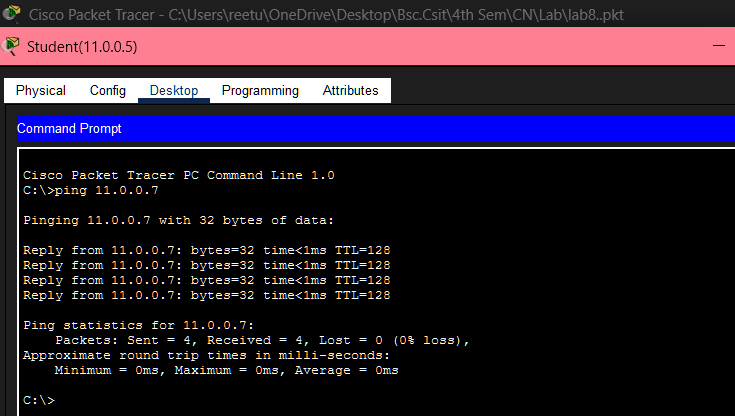 Cisco Packet Tracer - C:\Users\reetu\OneDrive\Desktop\Bsc.Csit\4th Sem\CN\Lab\lab8..pkt
Student(11.0.0.5)
Physical Config Desktop Programming Attributes
Command Prompt
Cisco Packet Tracer PC Command Line 1.0
C:\>ping 11.0.0.7
Pinging 11.0.0.7 with 32 bytes of data:
Reply from 11.0.0.7: bytes=32 time<1ms TTL=128
Reply from 11.0.0.7: bytes=32 time<1ms TTL=128
Reply from 11.0.0.7: bytes=32 time<1ms TTL=128
Reply from 11.0.0.7: bytes=32 time<1ms TTL=128
Ping statistics for 11.0.0.7:
    Packets: Sent = 4, Received = 4, Lost = 0 (0% loss),
Approximate round trip times in milli-seconds:
    Minimum = 0ms, Maximum = 0ms, Average = 0ms
C:\>